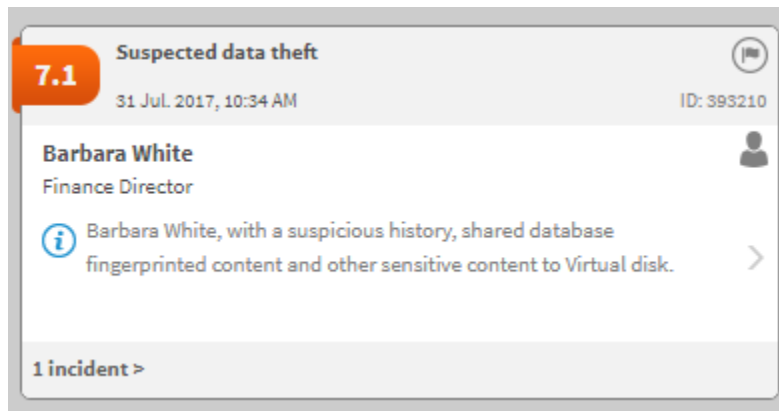 7.1
Suspected data theft
31 Jul. 2017, 10:34 AM
ID: 393210
Barbara White
Finance Director
i
Barbara White, with a suspicious history, shared database
fingerprinted content and other sensitive content to Virtual disk.
1 incident >